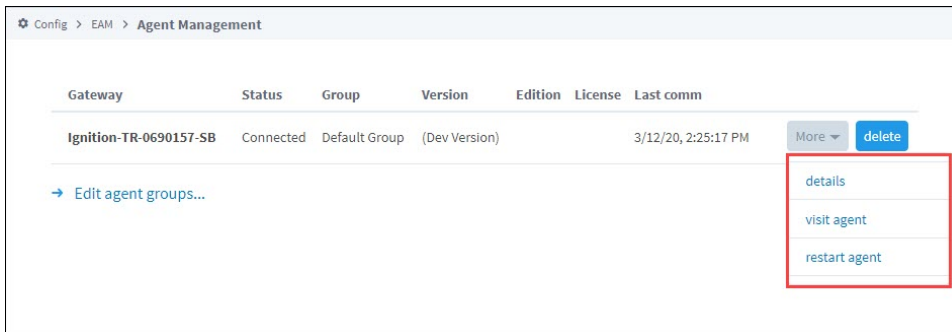 Config > EAM > Agent Management
Gateway Status Group Version Edition License Last comm
Ignition-TR-0690157-SB Connected Default Group (Dev Version) 3/12/20, 2:25:17 PM More delete
details
→ Edit agent groups...
visit agent
restart agent